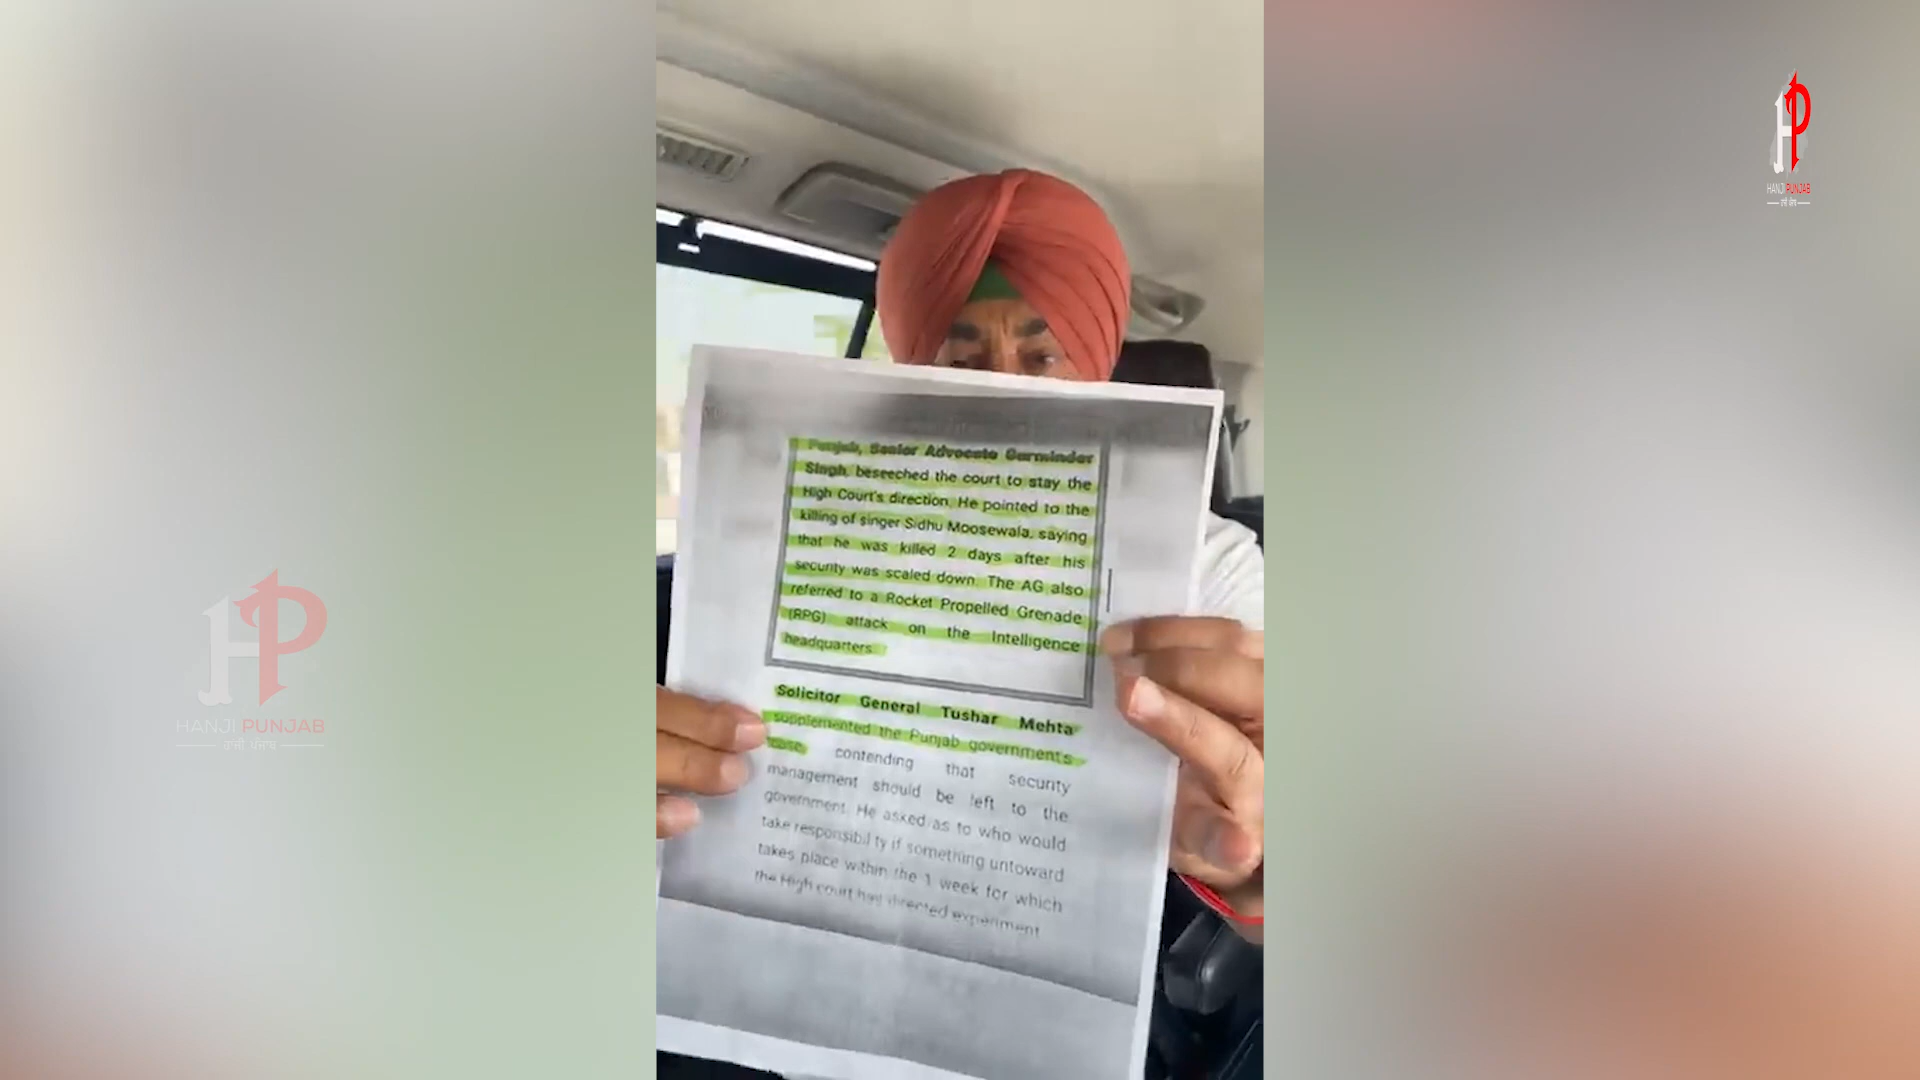 Punjab, Senior Advocate Gurminder
Singh, beseeched the court to stay the
High Court's direction. He pointed to the
killing of singer Sidhu Moosewala, saying
that he was killed 2 days after his
security was scaled down. The AG also
referred to a Rocket Propelled Grenade
(RPG) attack on the Intelligence
headquarters.
Solicitor General Tushar Mehta
supplemented the Punjab government's
case, contending that security
management should be left to the
government. He asked as to who would
take responsibility if something untoward
takes place within the 1 week for which
the High court has directed experiment
HP
HANJI PUNJAB
ਹਾਂਜੀ ਪੰਜਾਬ
HP
HANJI PUNJAB
ਹਾਂਜੀ ਪੰਜਾਬ